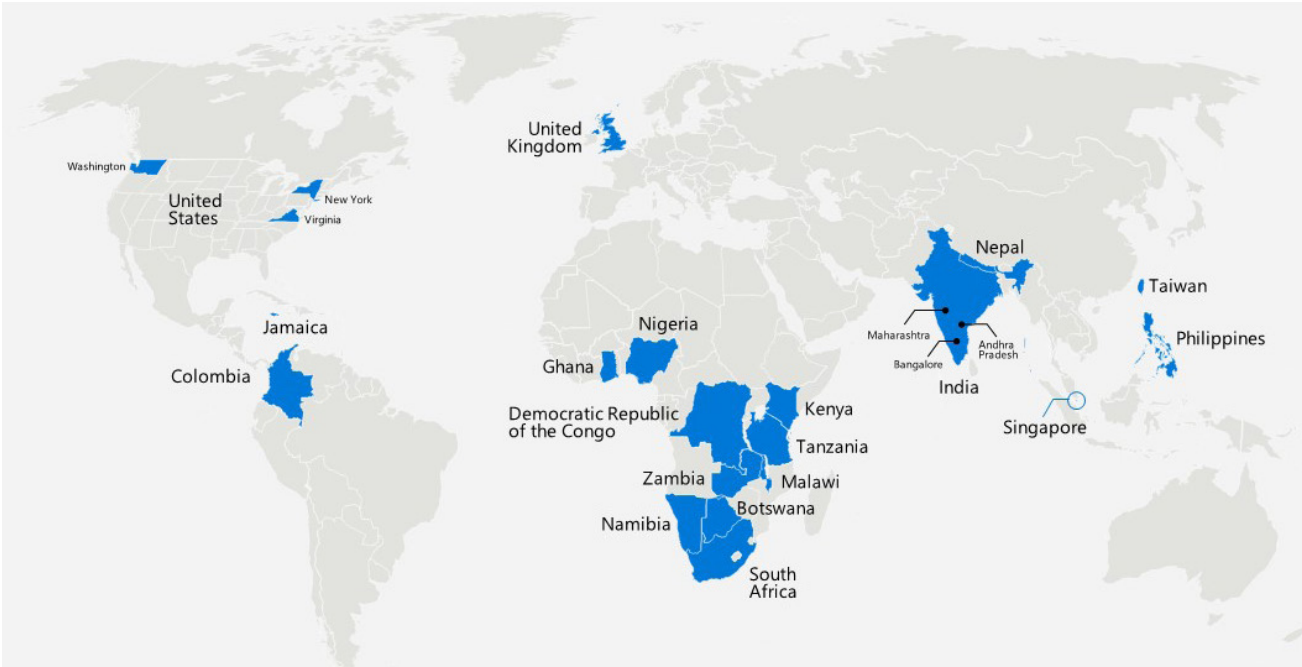 United
Kingdom
Washington
United
States
New York
Virginia
Nepal
Taiwan
Jamaica
Nigeria
Maharashtra
Andhra
Pradesh
Philippines
Bangalore
Ghana
Colombia
India
Democratic Republic
of the Congo
Kenya
Singapore
Tanzania
Zambia
Malawi
Botswana
Namibia
South
Africa